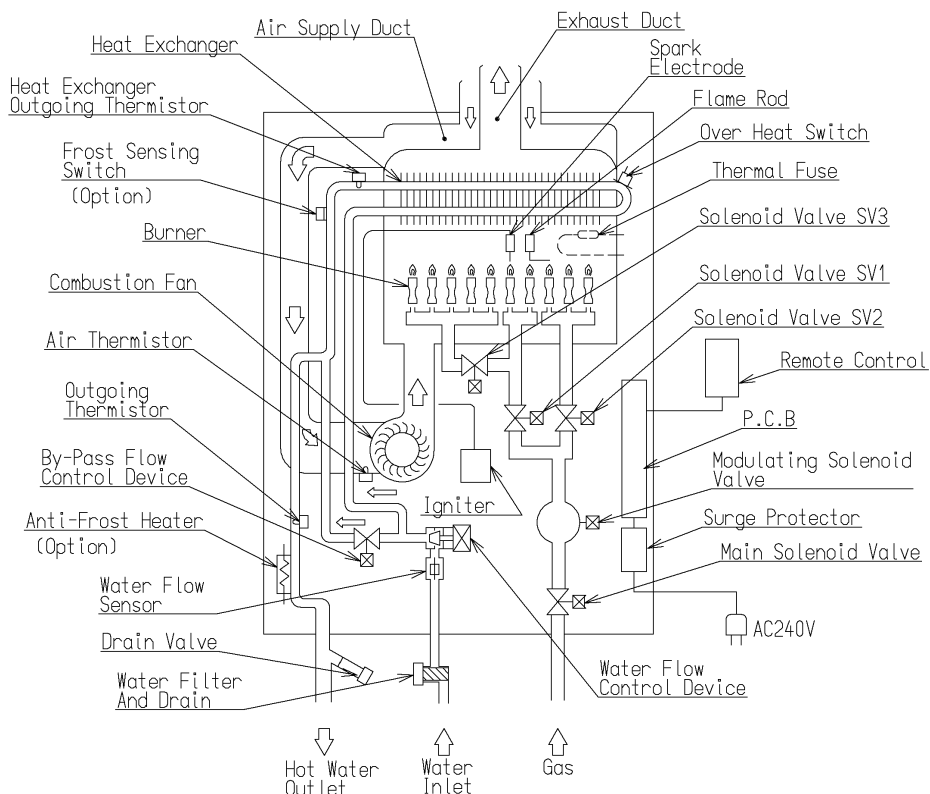 Air Supply Duct
Exhaust Duct
Heat Exchanger
Spark
Electrode
Heat Exchanger
Outgoing Thermistor
Flame Rod
Over Heat Switch
Frost Sensing
Switch
(Option)
Thermal Fuse
Solenoid Valve SV3
Burner
Combustion Fan
Solenoid Valve SV1
Solenoid Valve SV2
Air Thermistor
Remote Control
Outgoing
Thermistor
P.C.B
By-Pass Flow
Control Device
Modulating Solenoid
Valve
Igniter
Anti-Frost Heater
(Option)
Surge Protector
Main Solenoid Valve
Water Flow
Sensor
AC240V
Drain Valve
Water Filter
And Drain
Water Flow
Control Device
Hot Water
Outlet
Water
Inlet
Gas